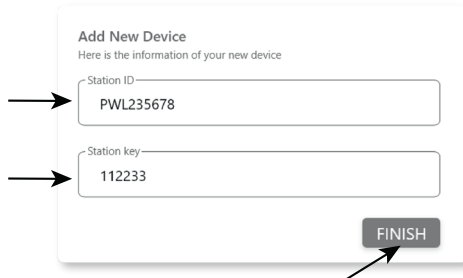 Add New Device
Here is the information of your new device
Station ID
PWL235678
Station key
112233
FINISH